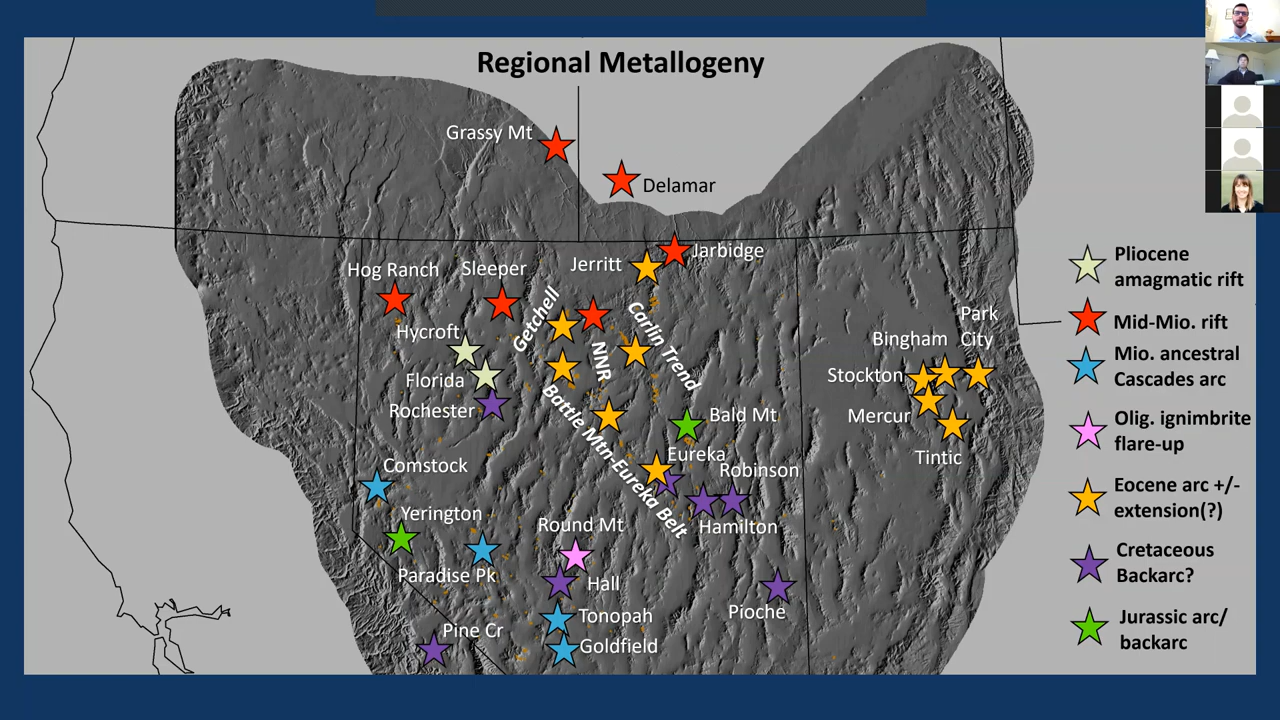 Regional Metallogeny
Grassy Mt
Delamar
Jarbidge
Jerritt
Hog Ranch
Sleeper
Getchell
Carlin Trend
NNR
Hycroft
Florida
Rochester
Battle Mtn-Eureka Belt
Bald Mt
Eureka
Robinson
Hamilton
Comstock
Yerington
Paradise Pk
Round Mt
Hall
Tonopah
Goldfield
Pine Cr
Pioche
Park
City
Bingham
Stockton
Mercur
Tintic
Pliocene
amagmatic rift
Mid-Mio. rift
Mio. ancestral
Cascades arc
Olig. ignimbrite
flare-up
Eocene arc +/-
extension(?)
Cretaceous
Backarc?
Jurassic arc/
backarc